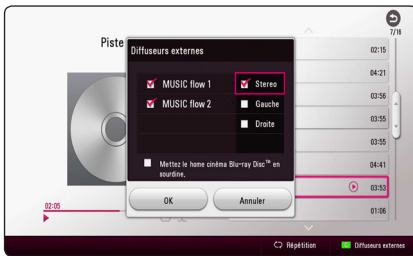 7/16
Piste
Diffuseurs externes
MUSIC flow 1
Stereo
MUSIC flow 2
Gauche
Droite
Mettez le home cinéma Blu-ray Disc™ en
sourdine.
OK
Annuler
02:15
04:21
03:56
03:55
03:55
04:41
03:53
01:06
02:05
Répétition
Diffuseurs externes